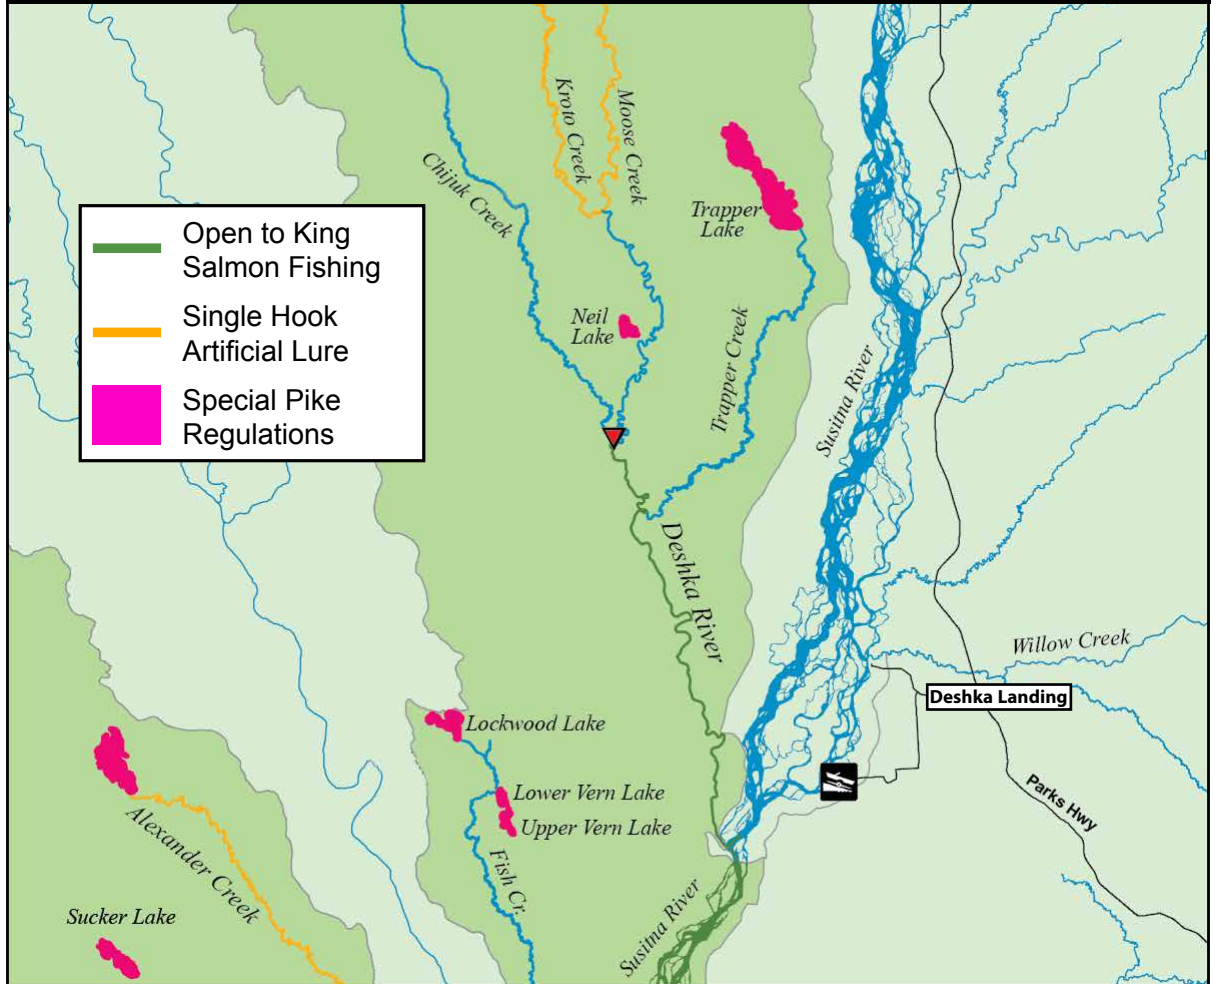 Kroto Creek
Moose Creek
Chijuk Creek
Trapper
Lake
Open to King
Salmon Fishing
Single Hook
Artificial Lure
Special Pike
Regulations
Neil
Lake
Trapper Creek
Susitna River
Deshka River
Willow Creek
Deshka Landing
Lockwood Lake
Lower Vern Lake
Upper Vern Lake
Parks Hwy
Alexander Creek
Fish Cr.
Sucker Lake
Susitna River